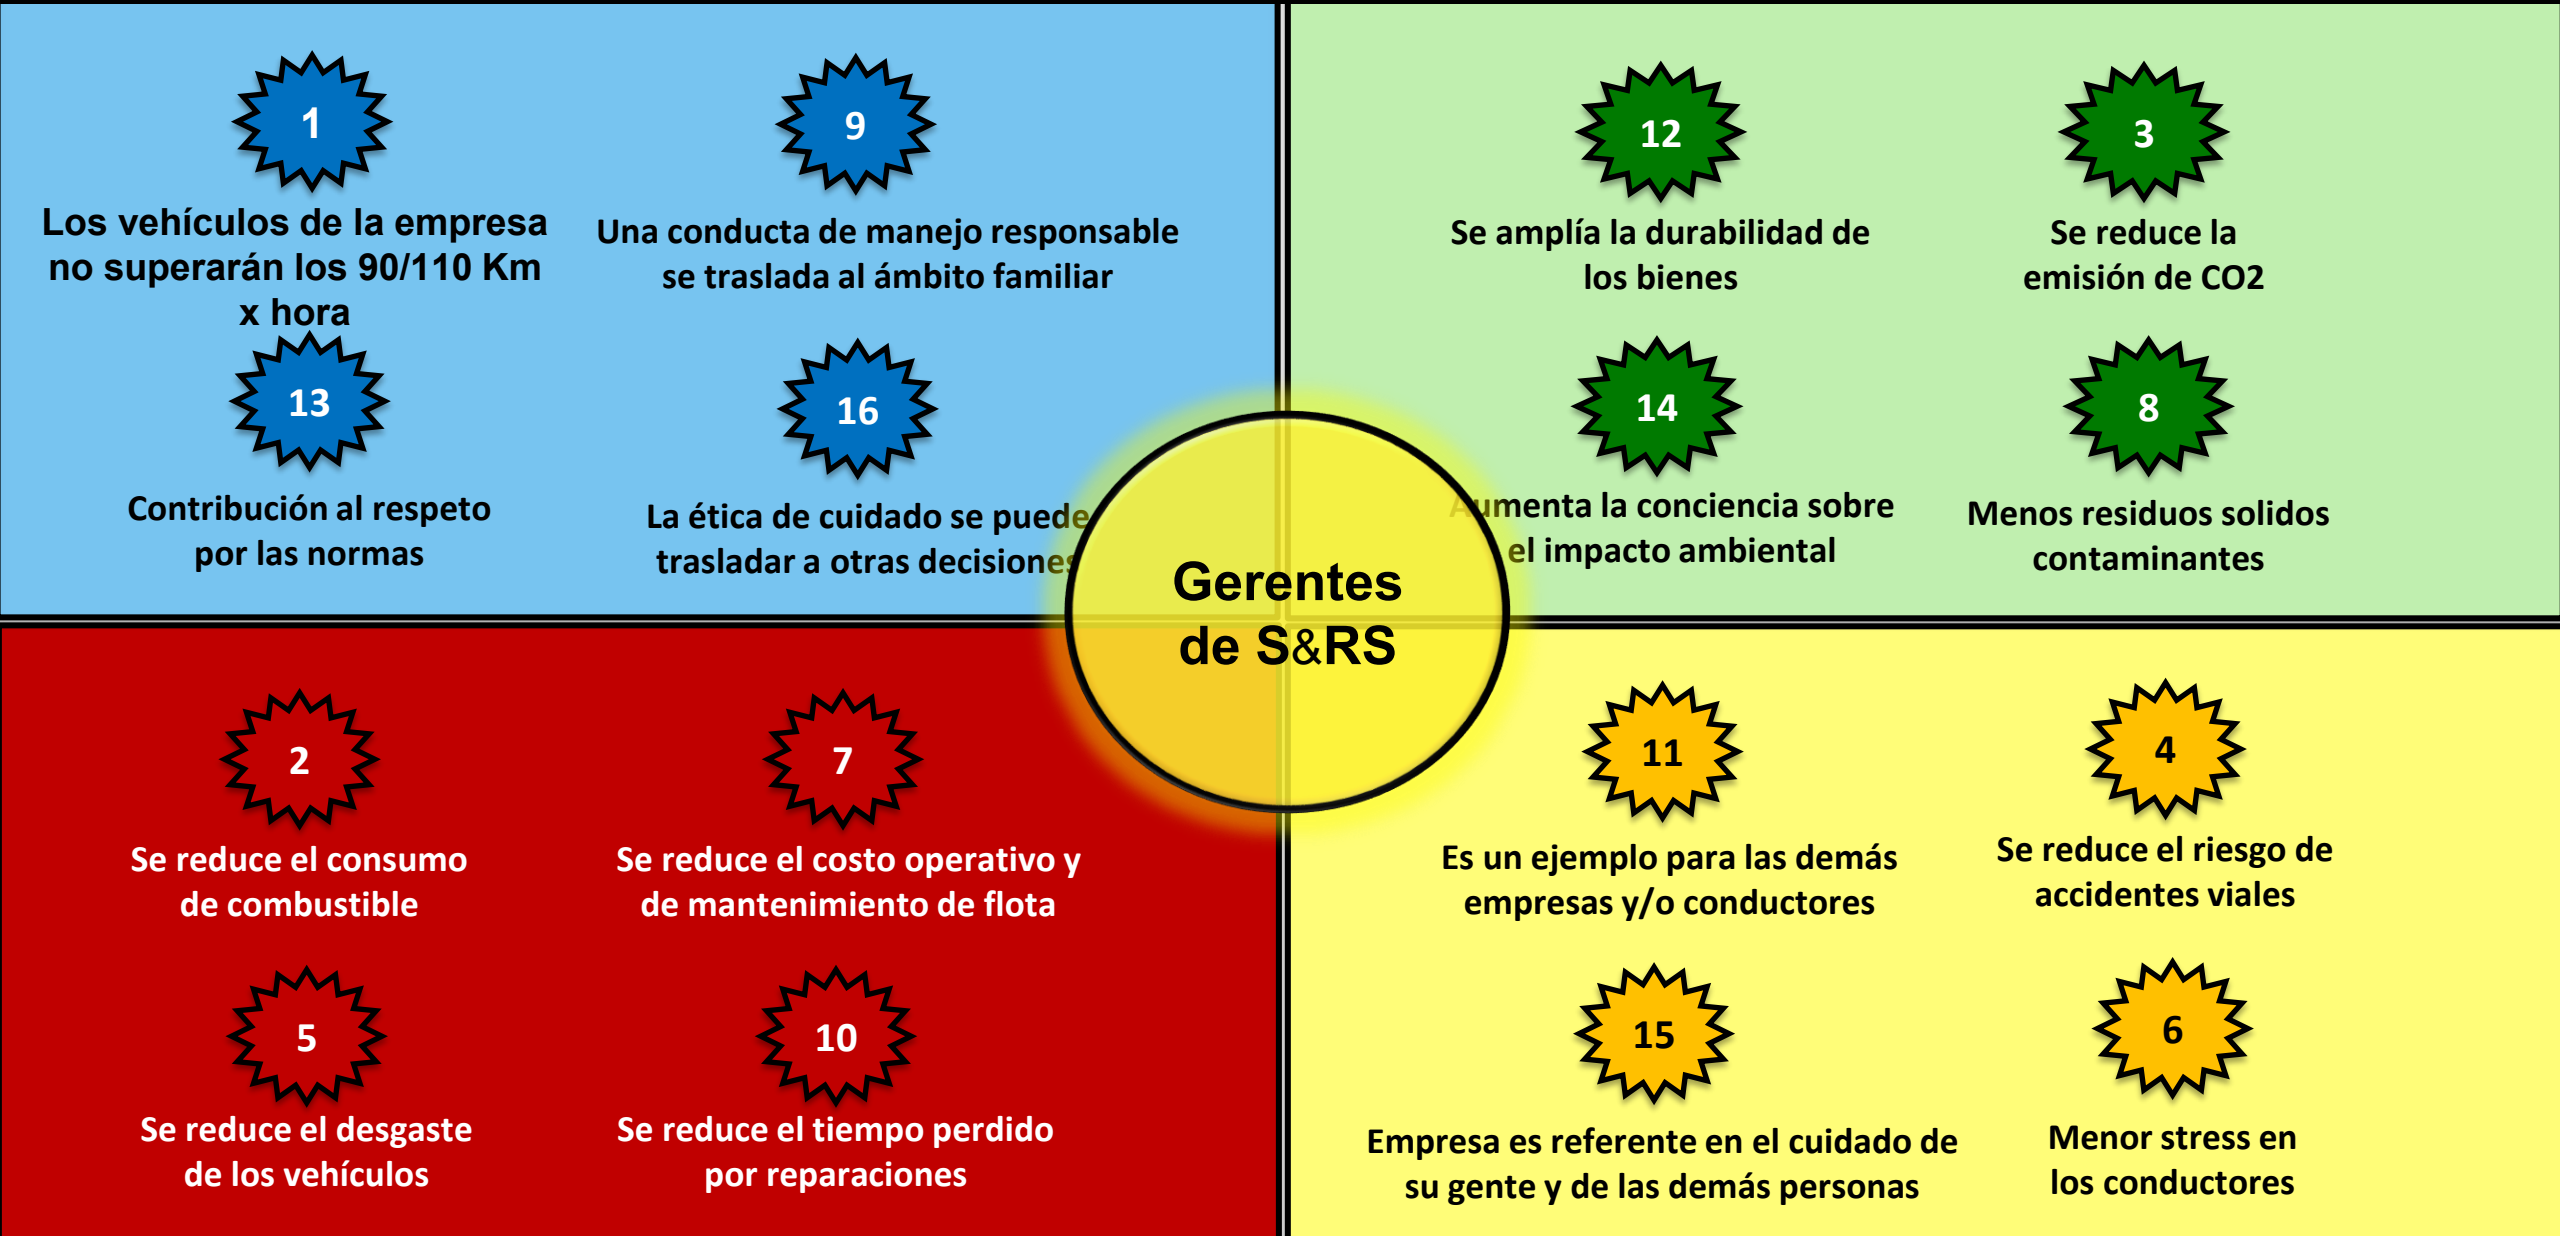 1
Los vehículos de la empresa
no superarán los 90/110 Km
x hora
9
Una conducta de manejo responsable
se traslada al ámbito familiar
13
Contribución al respeto
por las normas
16
La ética de cuidado se puede
trasladar a otras decisiones
12
Se amplía la durabilidad de
los bienes
3
Se reduce la
emisión de CO2
14
Aumenta la conciencia sobre
el impacto ambiental
8
Menos residuos solidos
contaminantes
Gerentes
de S&RS
2
Se reduce el consumo
de combustible
7
Se reduce el costo operativo y
de mantenimiento de flota
5
Se reduce el desgaste
de los vehículos
10
Se reduce el tiempo perdido
por reparaciones
11
Es un ejemplo para las demás
empresas y/o conductores
4
Se reduce el riesgo de
accidentes viales
15
Empresa es referente en el cuidado de
su gente y de las demás personas
6
Menor stress en
los conductores